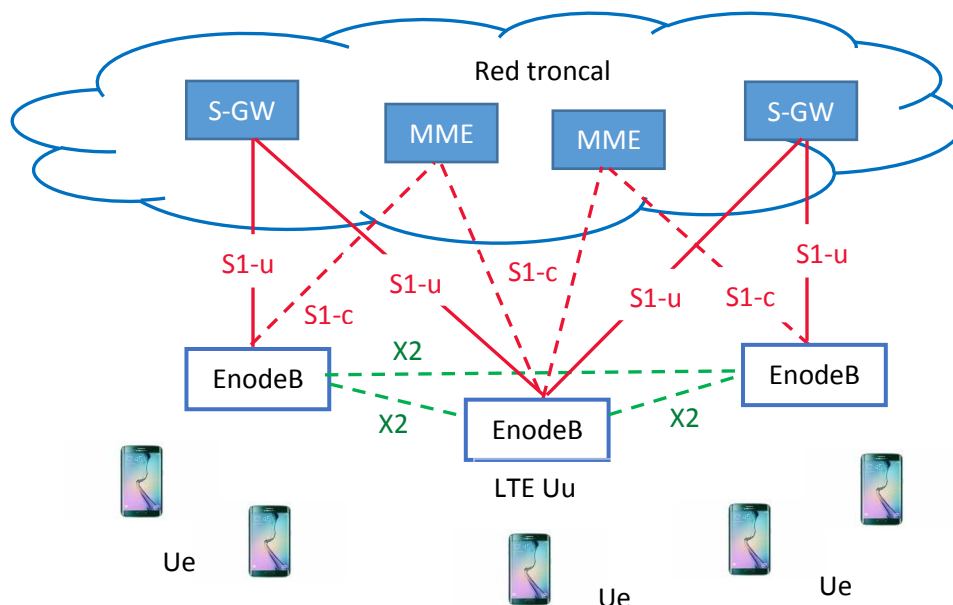 Red troncal
S-GW
S-GW
MME
MME
S1-u
S1-u
S1-c
S1-u
S1-u
S1-c
S1-c
X2
EnodeB
EnodeB
X2
EnodeB
X2
LTE Uu
Ue
Ue
Ue